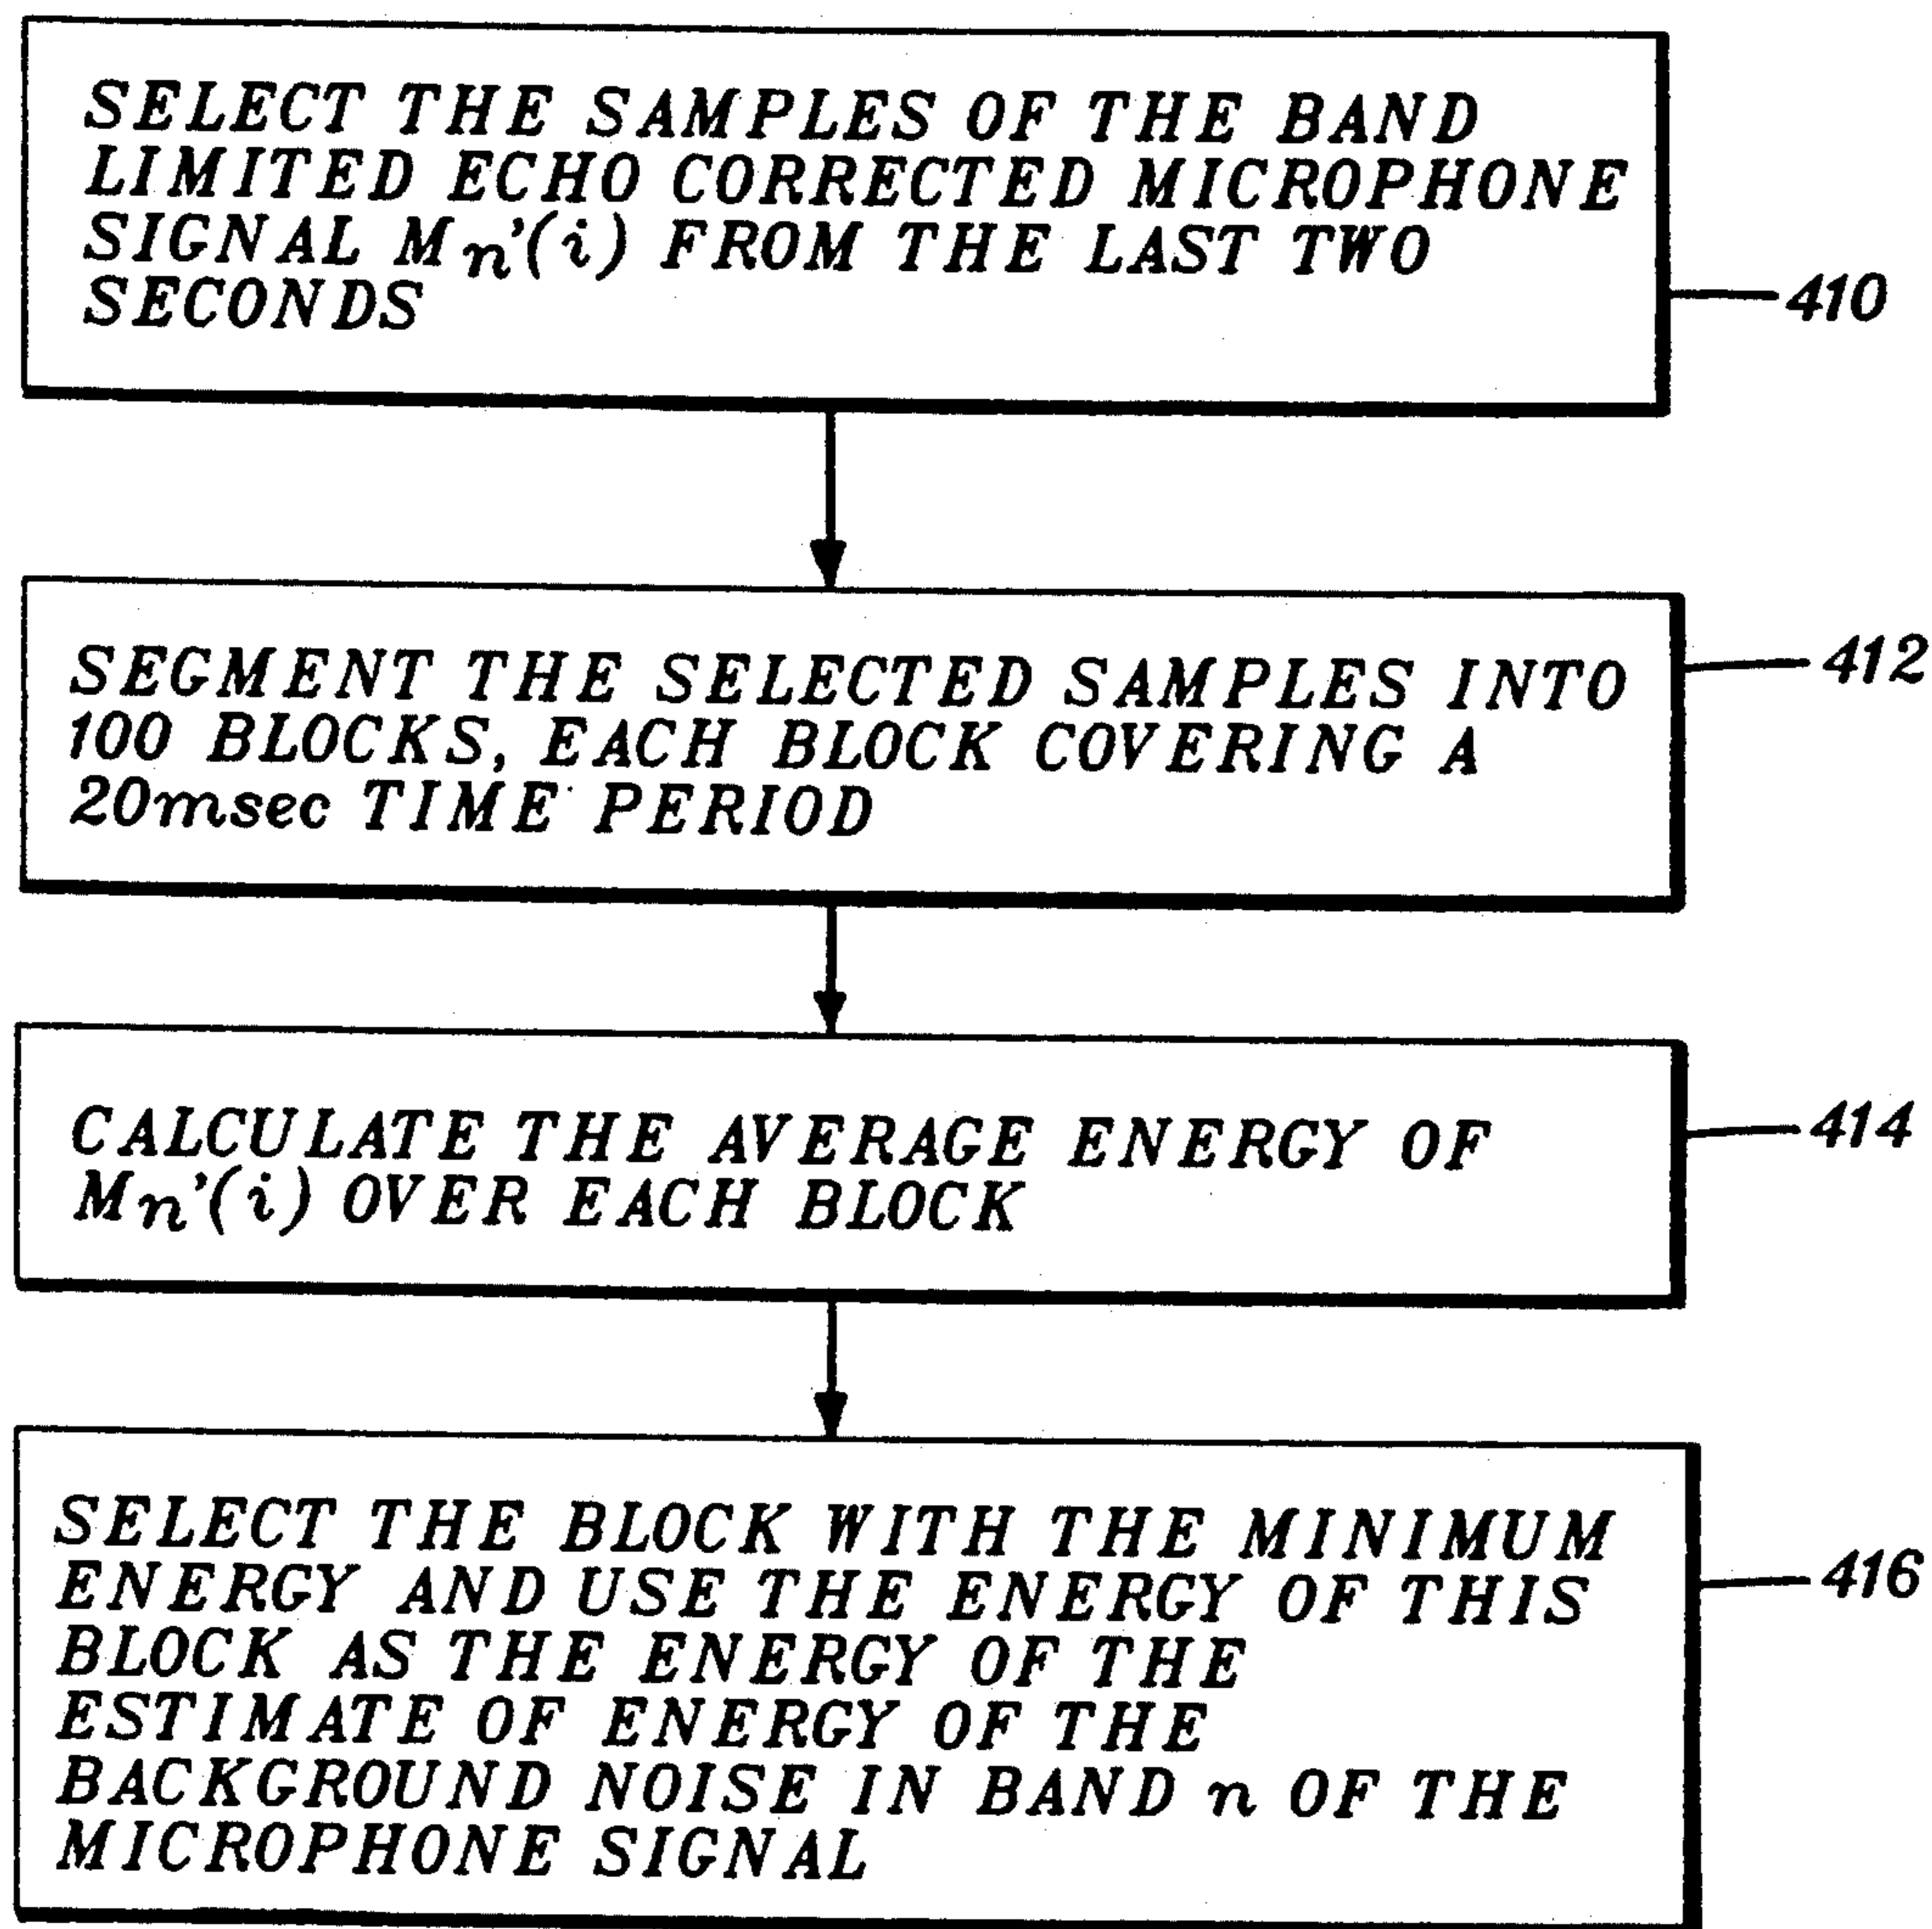 SELECT THE SAMPLES OF THE BAND
LIMITED ECHO CORRECTED MICROPHONE
SIGNAL Mn'(i) FROM THE LAST TWO
SECONDS
410
SEGMENT THE SELECTED SAMPLES INTO
100 BLOCKS, EACH BLOCK COVERING A
20msec TIME PERIOD
412
CALCULATE THE AVERAGE ENERGY OF
Mn'(i) OVER EACH BLOCK
414
SELECT THE BLOCK WITH THE MINIMUM
ENERGY AND USE THE ENERGY OF THIS
BLOCK AS THE ENERGY OF THE
ESTIMATE OF ENERGY OF THE
BACKGROUND NOISE IN BAND n OF THE
MICROPHONE SIGNAL
416